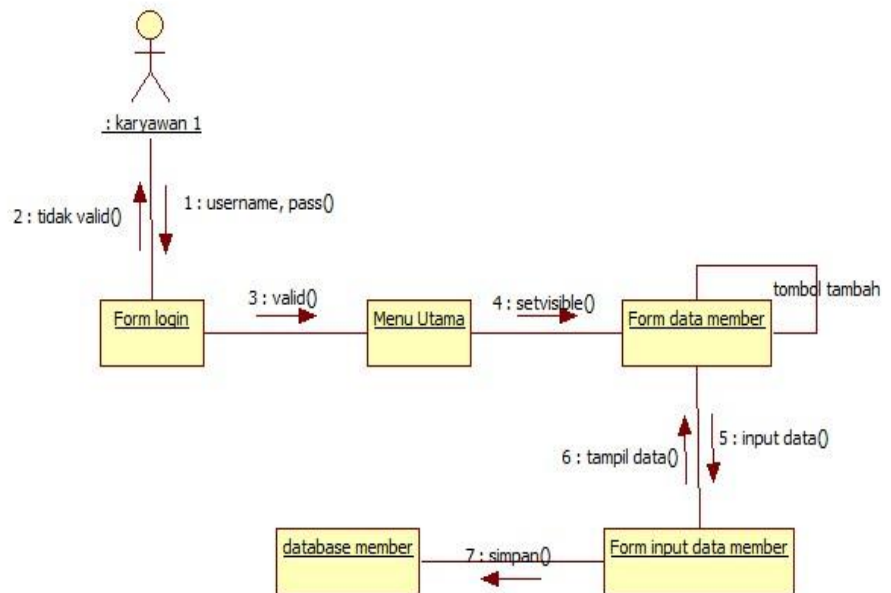 : karyawan 1
1 : username, pass()
2 : tidak valid()
Form login
3 : valid()
Menu Utama
4 : setvisible()
Form data member
tombol tambah
5 : input data()
6 : tampil data()
Form input data member
7 : simpan()
database member